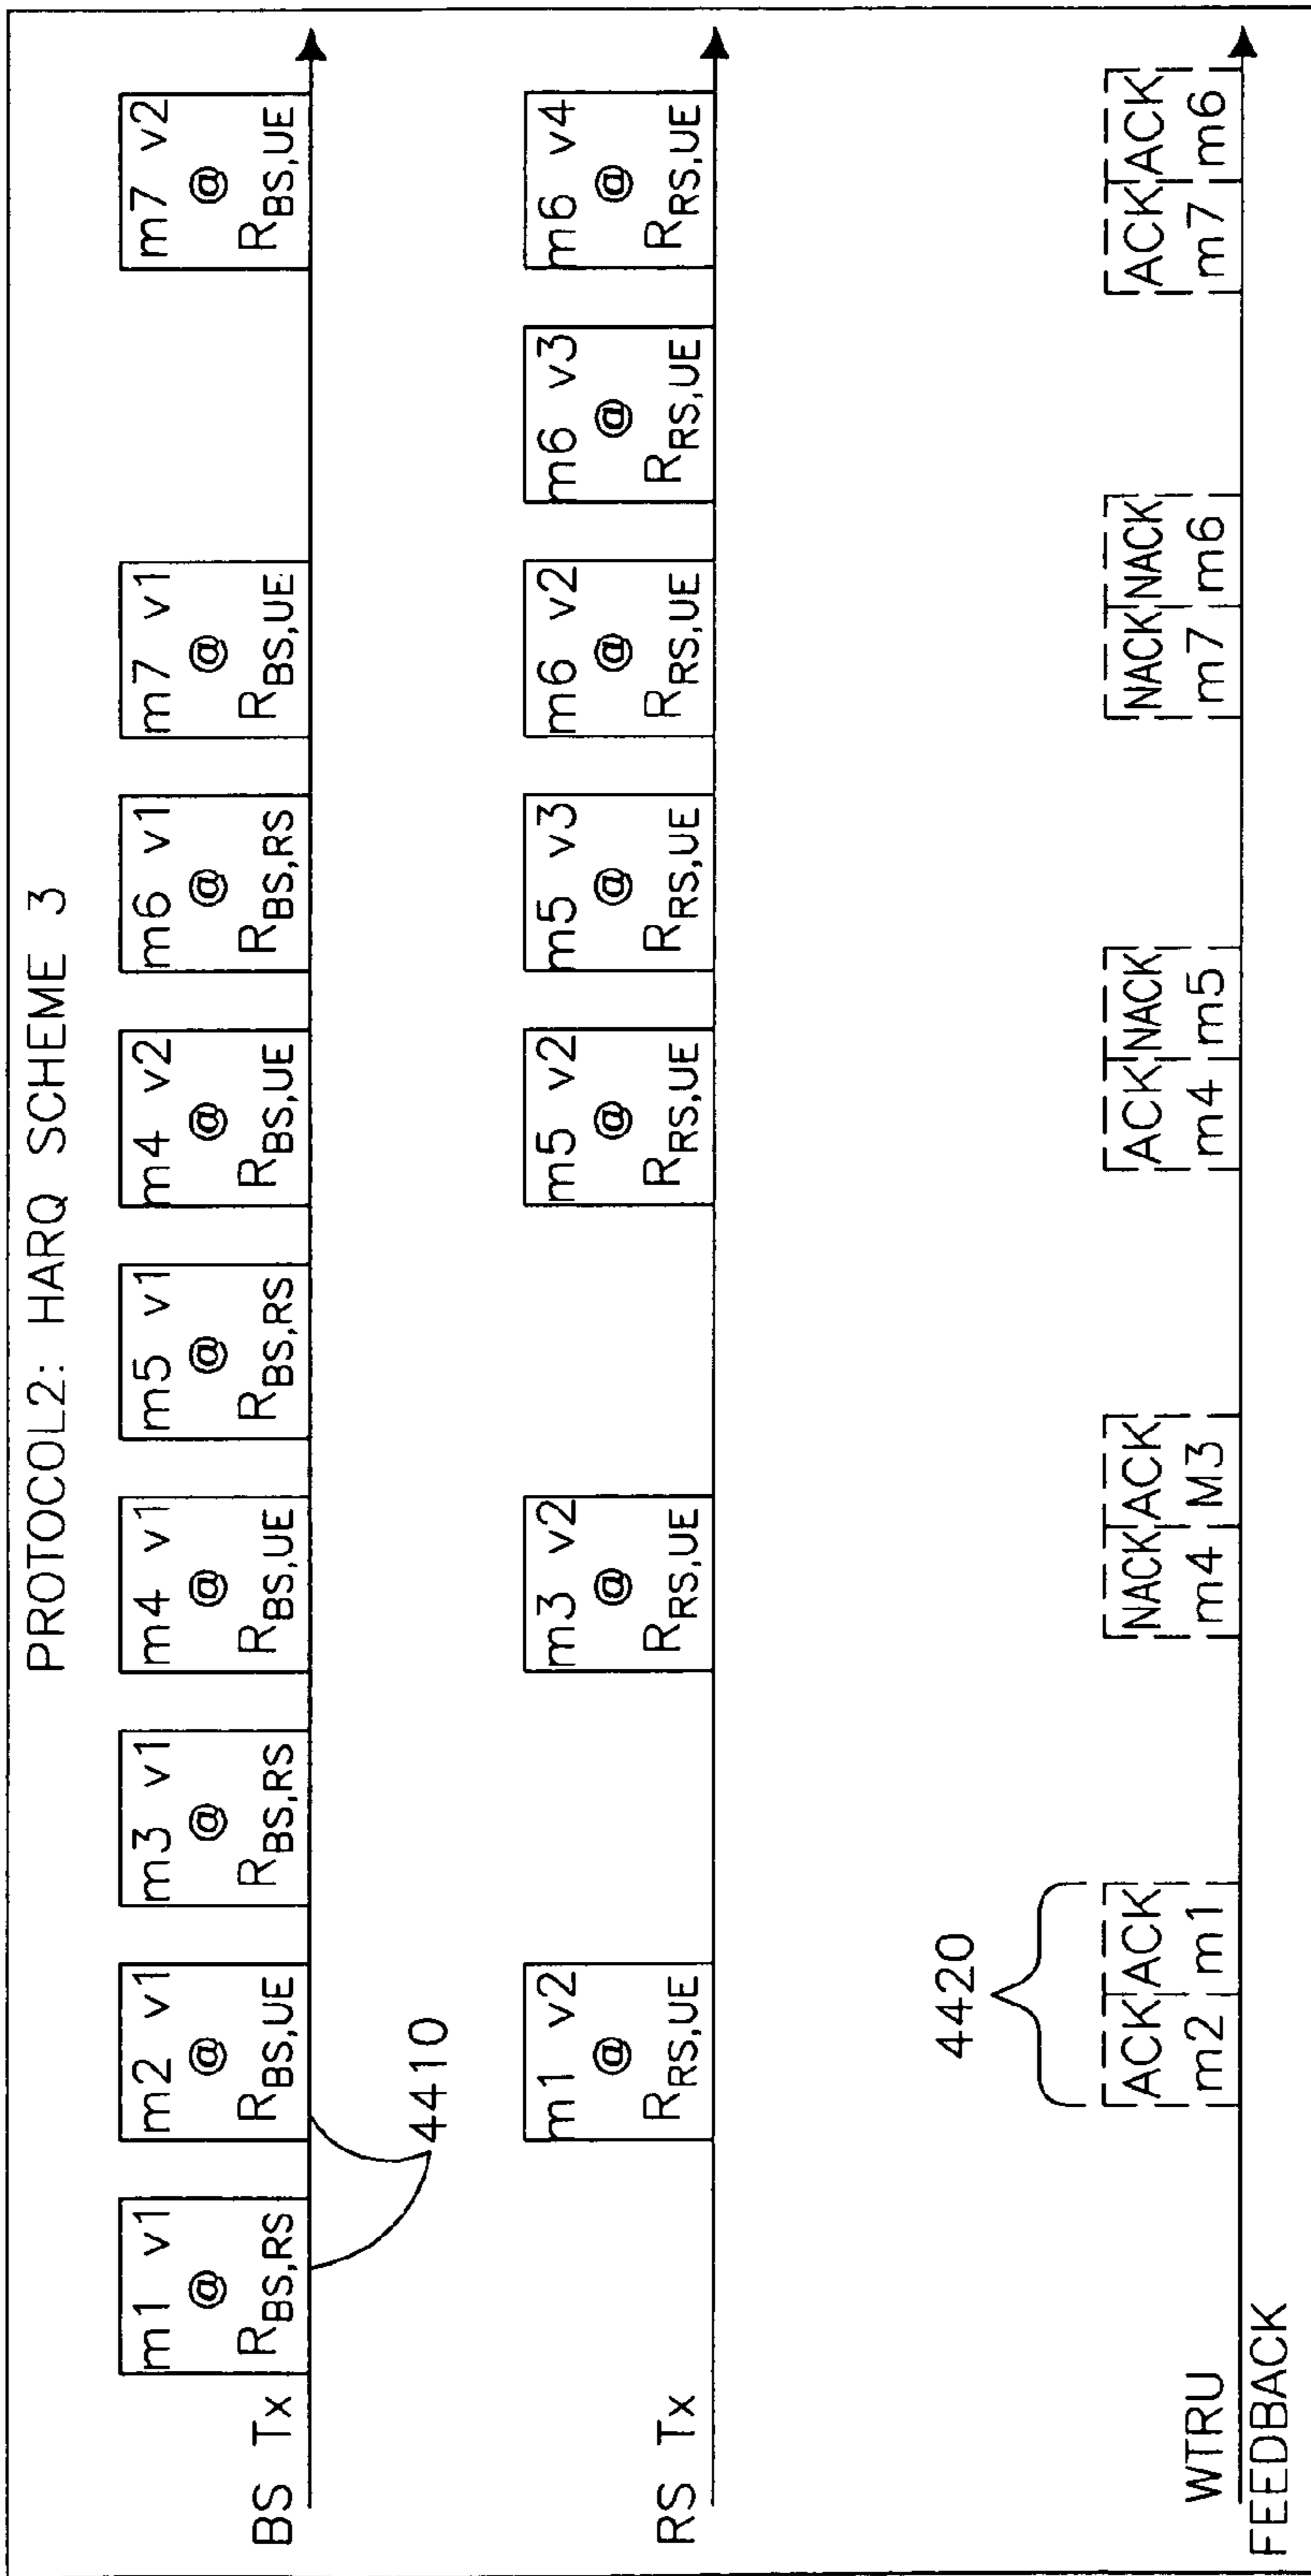 PROTOCOL2: HARQ SCHEME 3
BS Tx
m1 v1
@
RBS,RS
m2 v1
@
RBS,UE
m3 v1
@
RBS,RS
m4 v1
@
RBS,UE
m5 v1
@
RBS,RS
m4 v2
@
RBS,UE
m6 v1
@
RBS,RS
m7 v1
@
RBS,UE
m7 v2
@
RBS,UE
4410
RS Tx
m1 v2
@
RRS,UE
m3 v2
@
RRS,UE
m5 v2
@
RRS,UE
m5 v3
@
RRS,UE
m6 v2
@
RRS,UE
m6 v3
@
RRS,UE
m6 v4
@
RRS,UE
4420
WTRU
FEEDBACK
ACK ACK
m2 m1
NACK ACK
m4 M3
ACK NACK
m4 m5
NACK NACK
m7 m6
ACK ACK
m7 m6